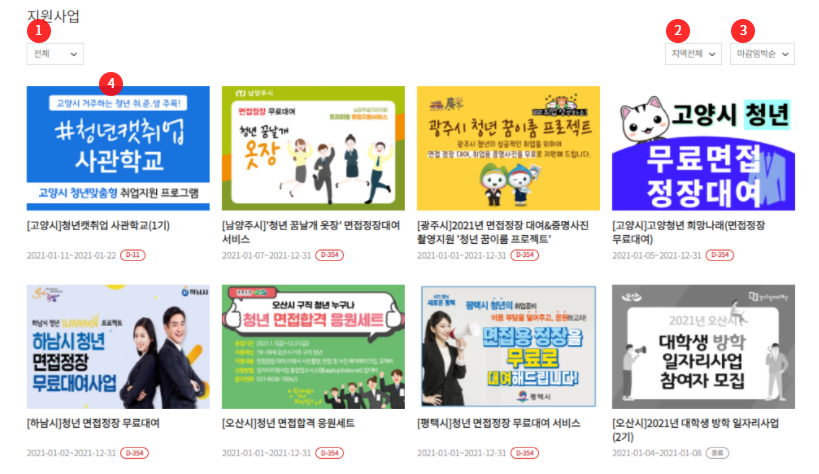 지원사업
1
2
3
전체
지역전체
마감임박순
4
고양시 거주하는 청년 취.준.생 주목!
#청년캣취업
사관학교
고양시 청년맞춤형 취업지원 프로그램
남양주시
면접정장 무료대여
청년 꿈날개
옷장
광주시 청년 꿈이룸 프로젝트
광주시 청년의 성공적인 취업을 위하여
면접 정장 대여, 취업용 증명사진을 무료로 지원해 드립니다.
고양시 청년
무료면접
정장대여
[고양시]청년캣취업 사관학교(1기)
2021-01-11~2021-01-22 D-11
[남양주시]'청년 꿈날개 옷장' 면접정장대여
서비스
2021-01-07~2021-12-31 D-354
[광주시]2021년 면접정장 대여&증명사진
촬영지원 '청년 꿈이룸 프로젝트'
2021-01-01~2021-12-31 D-354
[고양시]고양청년 희망나래(면접정장
무료대여)
2021-01-05~2021-12-31 D-354
하남시
하남시 청년 프로젝트
하남시 청년
면접정장
무료대여사업
오산시 구직 청년 누구나
청년 면접합격 응원세트
평택시 청년의 취업준비
비용 부담을 덜어주고, 응원하고자!
면접용 정장을
무료로
대여해드립니다!
평택시
오산
2021년 오산시
대학생 방학
일자리사업
참여자 모집
[하남시]청년 면접정장 무료대여
2021-01-02~2021-12-31 D-354
[오산시]청년 면접합격 응원세트
2021-01-01~2021-12-31 D-354
[평택시]청년 면접정장 무료대여 서비스
2021-01-01~2021-12-31 D-354
[오산시]2021년 대학생 방학 일자리사업
(2기)
2021-01-04~2021-01-08 종료